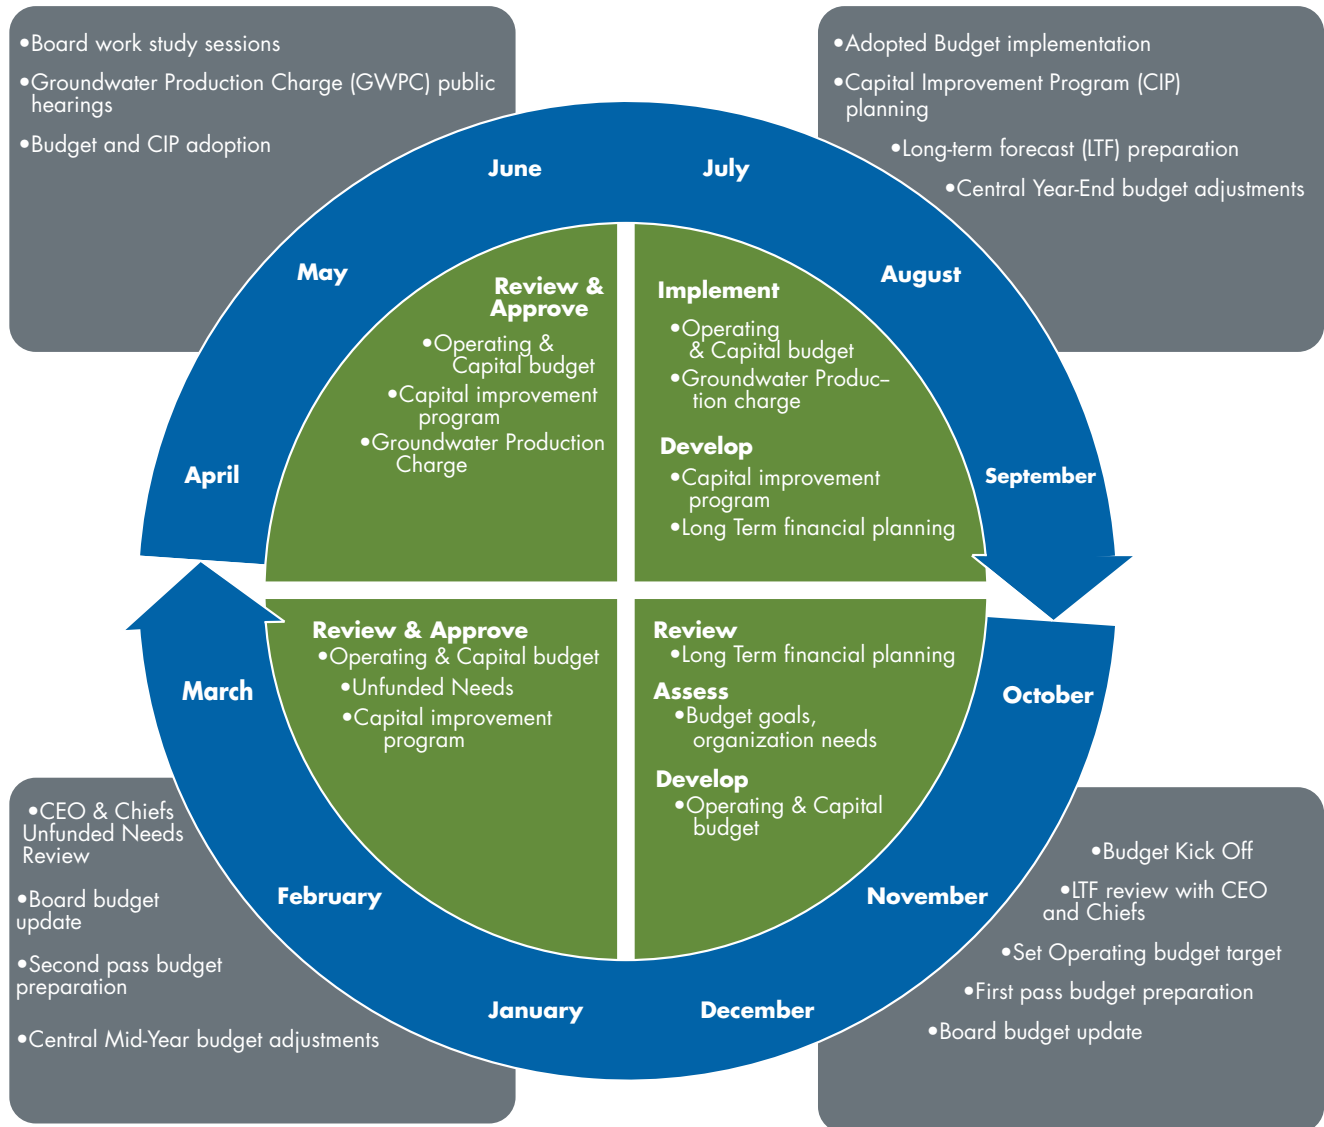 •Board work study sessions
•Groundwater Production Charge (GWPC) public
hearings
•Budget and CIP adoption
•Adopted Budget implementation
•Capital Improvement Program (CIP)
planning
•Long-term forecast (LTF) preparation
•Central Year-End budget adjustments
June
July
May
August
April
September
Review &
Approve
•Operating &
Capital budget
•Capital improvement
program
•Groundwater Production
Charge
Implement
•Operating
& Capital budget
•Groundwater Produc–
tion charge
Develop
•Capital improvement
program
•Long Term financial planning
Review & Approve
•Operating & Capital budget
•Unfunded Needs
•Capital improvement
program
Review
•Long Term financial planning
Assess
•Budget goals,
organization needs
Develop
•Operating & Capital
budget
March
October
February
November
January
December
•CEO & Chiefs
Unfunded Needs
Review
•Board budget
update
•Second pass budget
preparation
•Central Mid-Year budget adjustments
•Budget Kick Off
•LTF review with CEO
and Chiefs
•Set Operating budget target
•First pass budget preparation
•Board budget update